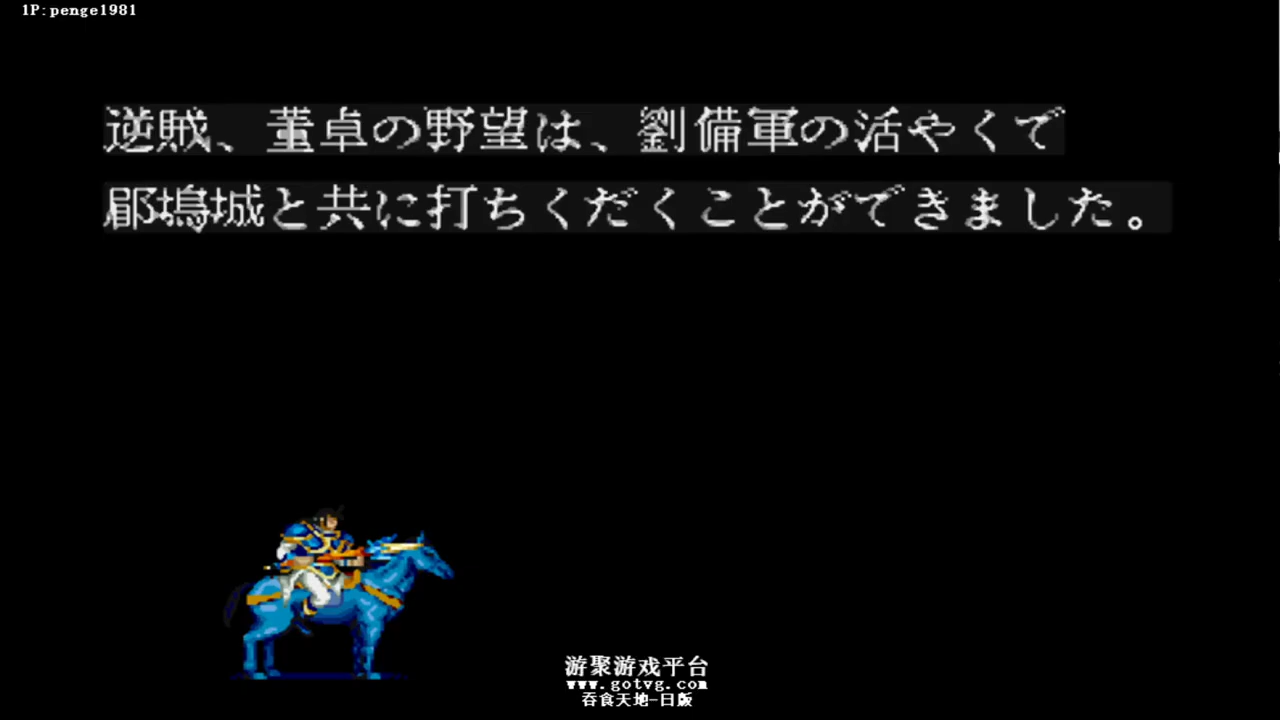 1P:penge1981
逆賊、董卓の野望は、劉備軍の活やくで
郿塢城と共に打ちくだくことができました。
游聚游戏平台
www.gotvg.com
吞食天地-日版